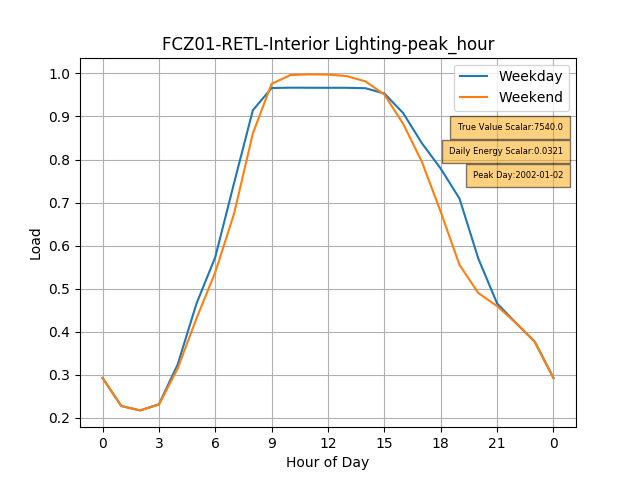 FCZ01-RETL-Interior Lighting-peak_hour
Load
1.0
0.9
0.8
0.7
0.6
0.5
0.4
0.3
0.2
Weekday
Weekend
True Value Scalar:7540.0
Daily Energy Scalar:0.0321
Peak Day:2002-01-02
0 3 6 9 12 15 18 21 0
Hour of Day